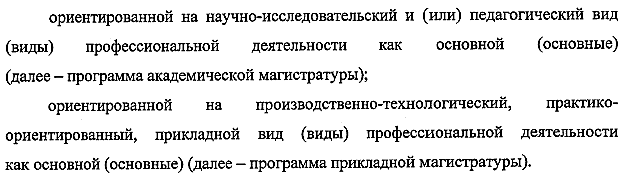 ориентированной на научно-исследовательский и (или) педагогический вид
(виды) профессиональной деятельности как основной (основные)
(далее – программа академической магистратуры);
ориентированной на производственно-технологический, практико-
ориентированный, прикладной вид (виды) профессиональной деятельности
как основной (основные) (далее – программа прикладной магистратуры).